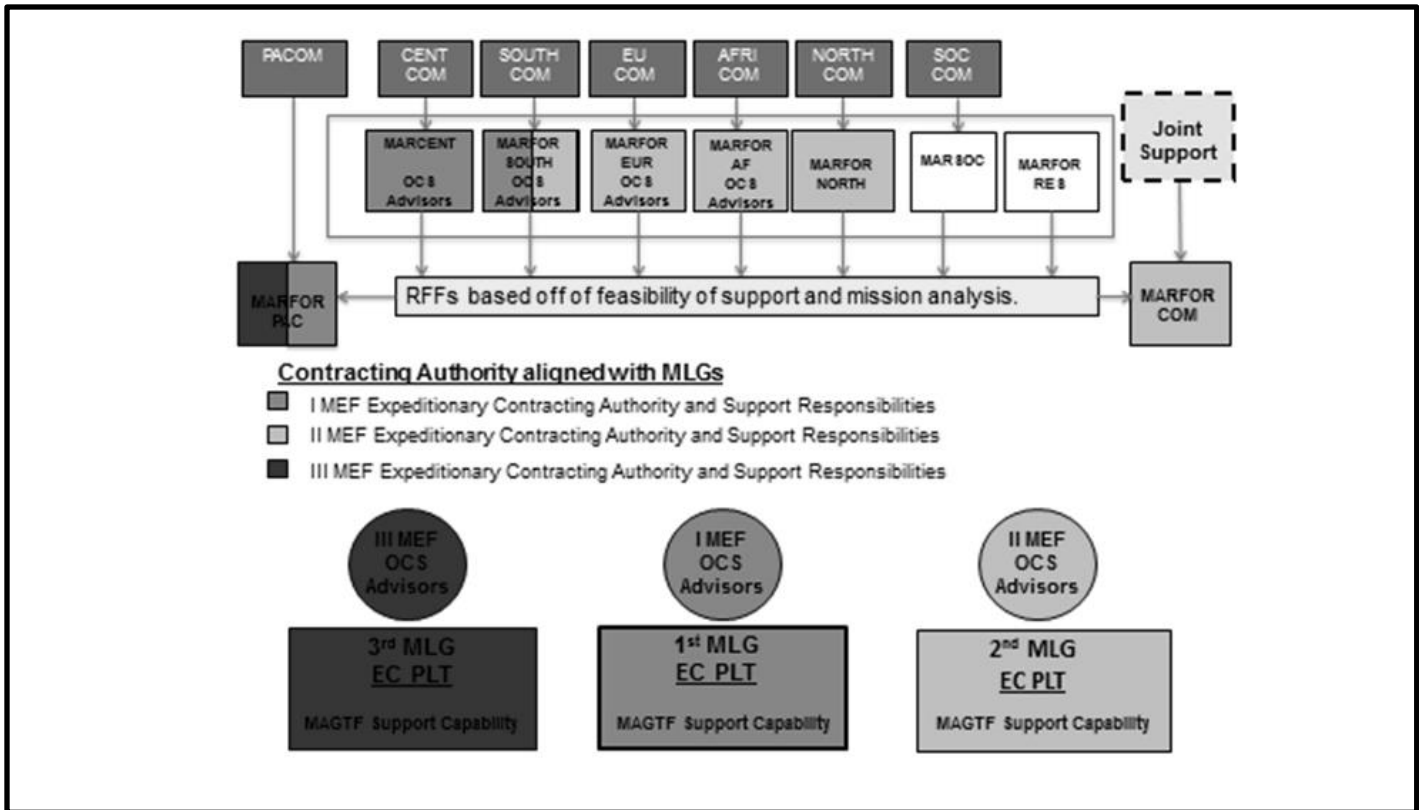 PACOM
CENT
COM
SOUTH
COM
EU
COM
AFRI
COM
NORTH
COM
SOC
COM
Joint
Support
MARCENT
OCS
Advisors
MARFOR
SOUTH
OCS
Advisors
MARFOR
EUR
OCS
Advisors
MARFOR
AF
OCS
Advisors
MARFOR
NORTH
MARSOC
MARFOR
RES
MARFOR
PAC
RFFs based off of feasibility of support and mission analysis.
MARFOR
COM
Contracting Authority aligned with MLGs
I MEF Expeditionary Contracting Authority and Support Responsibilities
II MEF Expeditionary Contracting Authority and Support Responsibilities
III MEF Expeditionary Contracting Authority and Support Responsibilities
III MEF
OCS
Advisors
I MEF
OCS
Advisors
II MEF
OCS
Advisors
3rd MLG
EC PLT
MAGTF Support Capability
1st MLG
EC PLT
MAGTF Support Capability
2nd MLG
EC PLT
MAGTF Support Capability